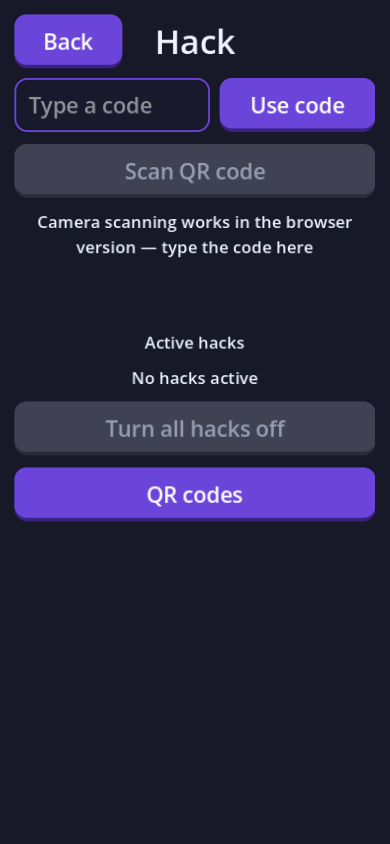 Back
Hack
Type a code
Use code
Scan QR code
Camera scanning works in the browser
version — type the code here
Active hacks
No hacks active
Turn all hacks off
QR codes